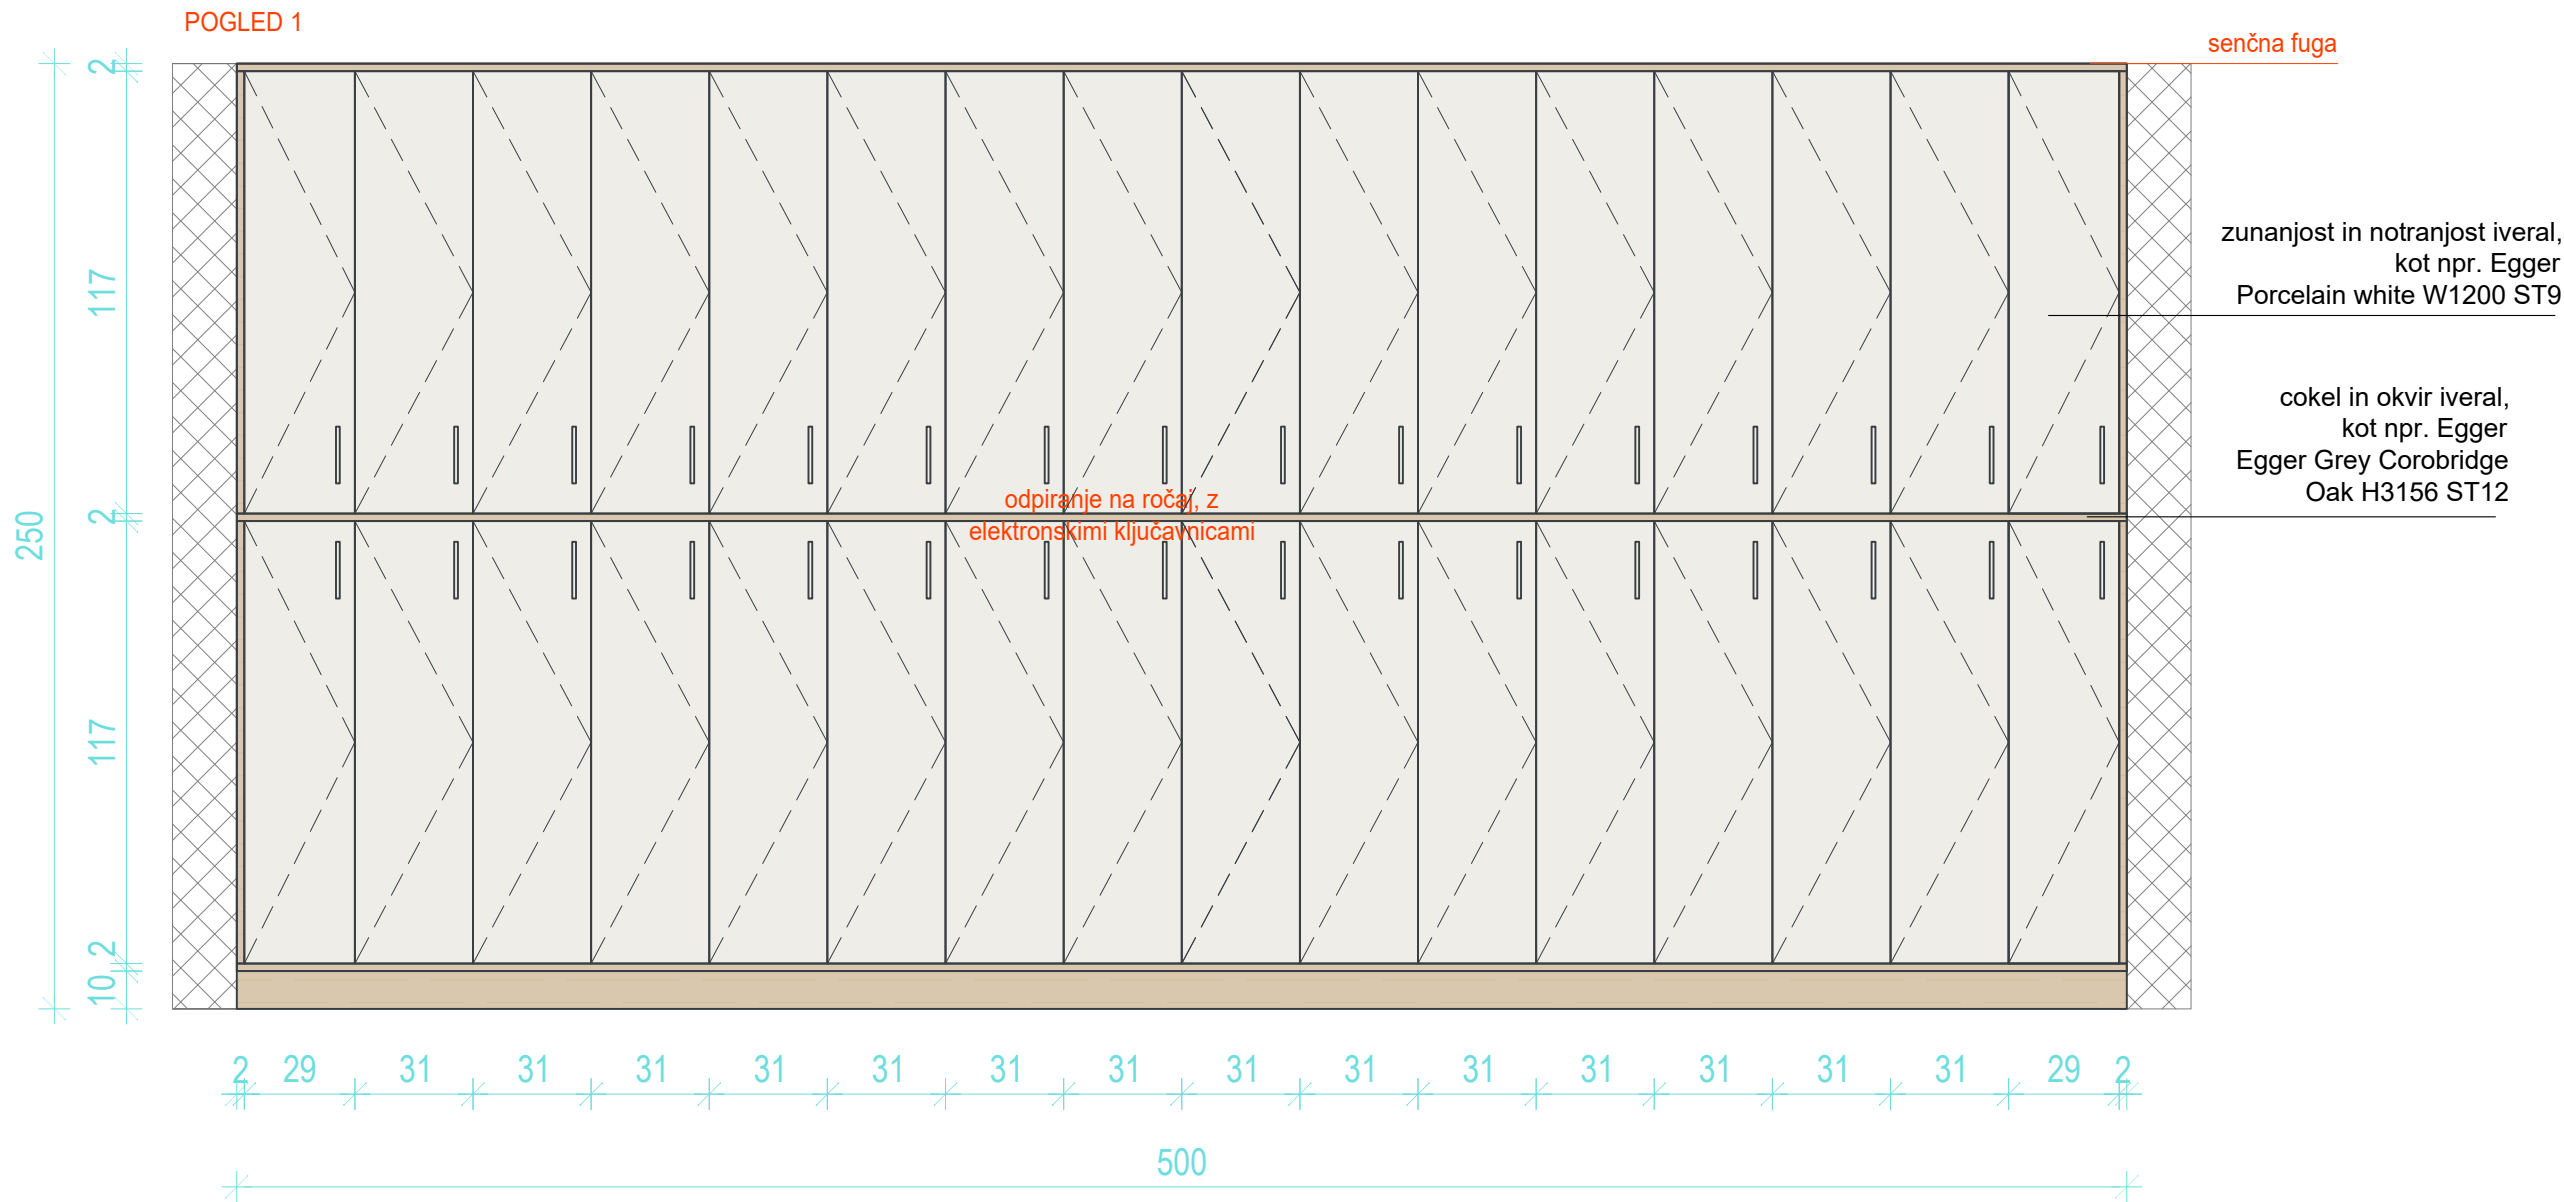 POGLED 1
senčna fuga
2
117
2
250
117
2
10
zunanjost in notranjost iveral,
kot npr. Egger
Porcelain white W1200 ST9
cokel in okvir iveral,
kot npr. Egger
Egger Grey Corobridge
Oak H3156 ST12
odpiranje na ročaj, z
elektronskimi ključavnicami
2 29 31 31 31 31 31 31 31 31 31 31 31 31 31 31 29 2
500